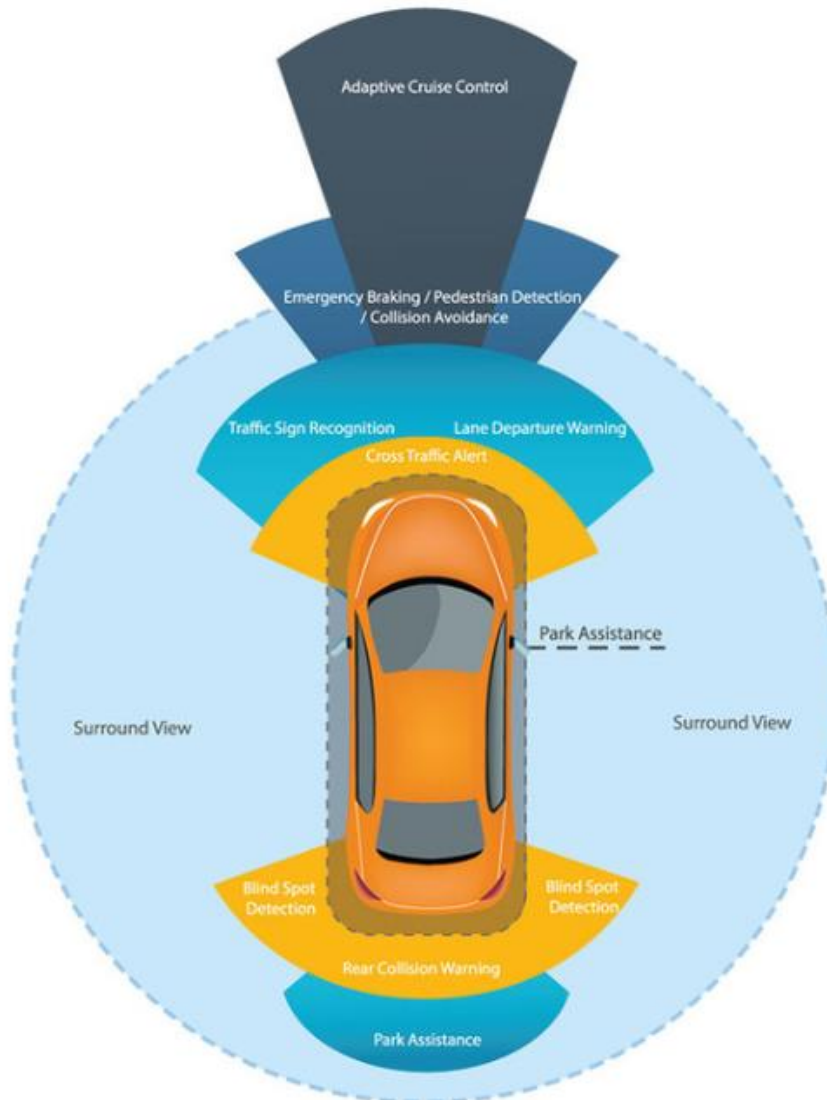 Adaptive Cruise Control
Emergency Braking / Pedestrian Detection
/ Collision Avoidance
Traffic Sign Recognition
Lane Departure Warning
Cross Traffic Alert
Park Assistance
Surround View
Surround View
Blind Spot
Detection
Blind Spot
Detection
Rear Collision Warning
Park Assistance